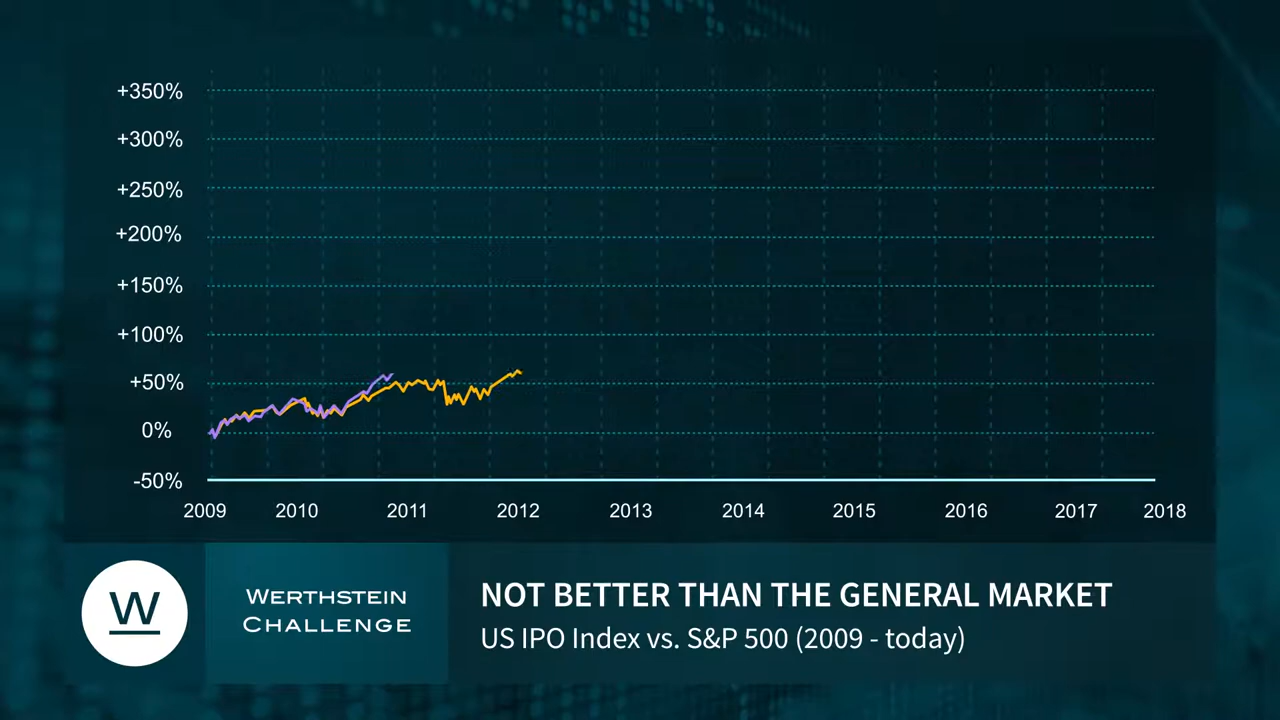 +350%
+300%
+250%
+200%
+150%
+100%
+50%
0%
-50%
2009 2010 2011 2012 2013 2014 2015 2016 2017 2018
W
WERTHSTEIN
CHALLENGE
NOT BETTER THAN THE GENERAL MARKET
US IPO Index vs. S&P 500 (2009 - today)